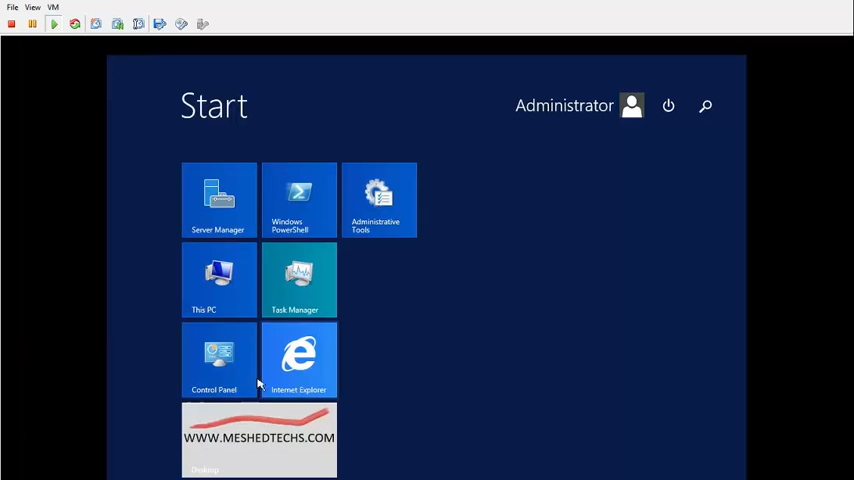 File View VM
Start
Administrator
Server Manager
Windows
PowerShell
Administrative
Tools
This PC
Task Manager
Control Panel
Internet Explorer
WWW.MESHEDTECHS.COM
Desktop